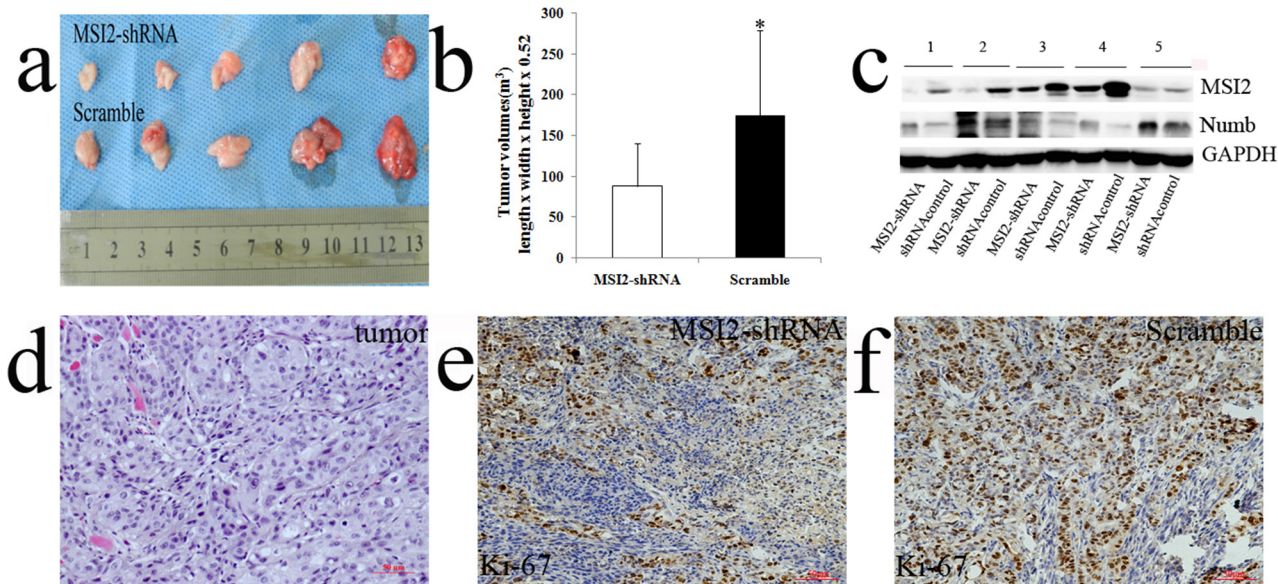 a
MSI2-shRNA
Scramble
1 2 3 4 5 6 7 8 9 10 11 12 13
b
Tumor volumes(m³)
length x width x height x 0.52
300
250
200
150
100
50
0
*
MSI2-shRNA
Scramble
c
1 2 3 4 5
MSI2
Numb
GAPDH
MSI2-shRNA
shRNAcontrol
MSI2-shRNA
shRNAcontrol
MSI2-shRNA
shRNAcontrol
MSI2-shRNA
shRNAcontrol
MSI2-shRNA
shRNAcontrol
d
tumor
50 μm
e
MSI2-shRNA
Ki-67
f
Scramble
Ki-67